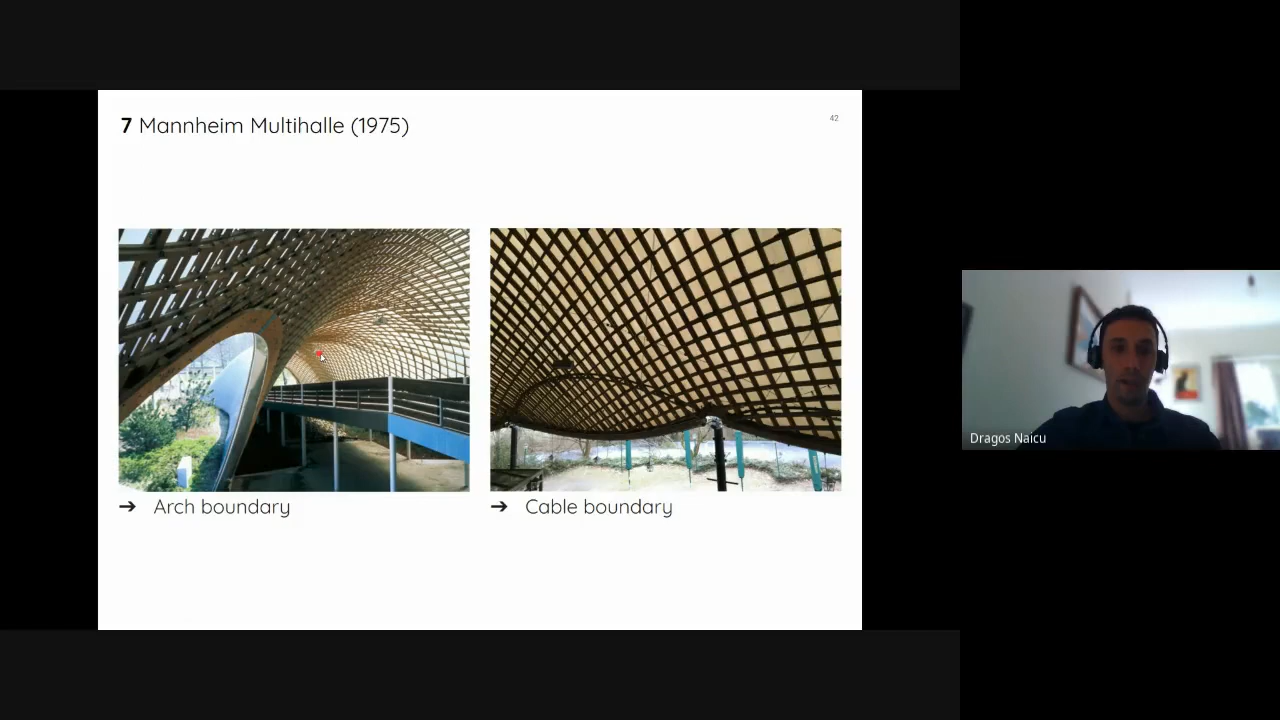 7 Mannheim Multihalle (1975)
42
➔ Arch boundary
➔ Cable boundary
Dragos Naicu